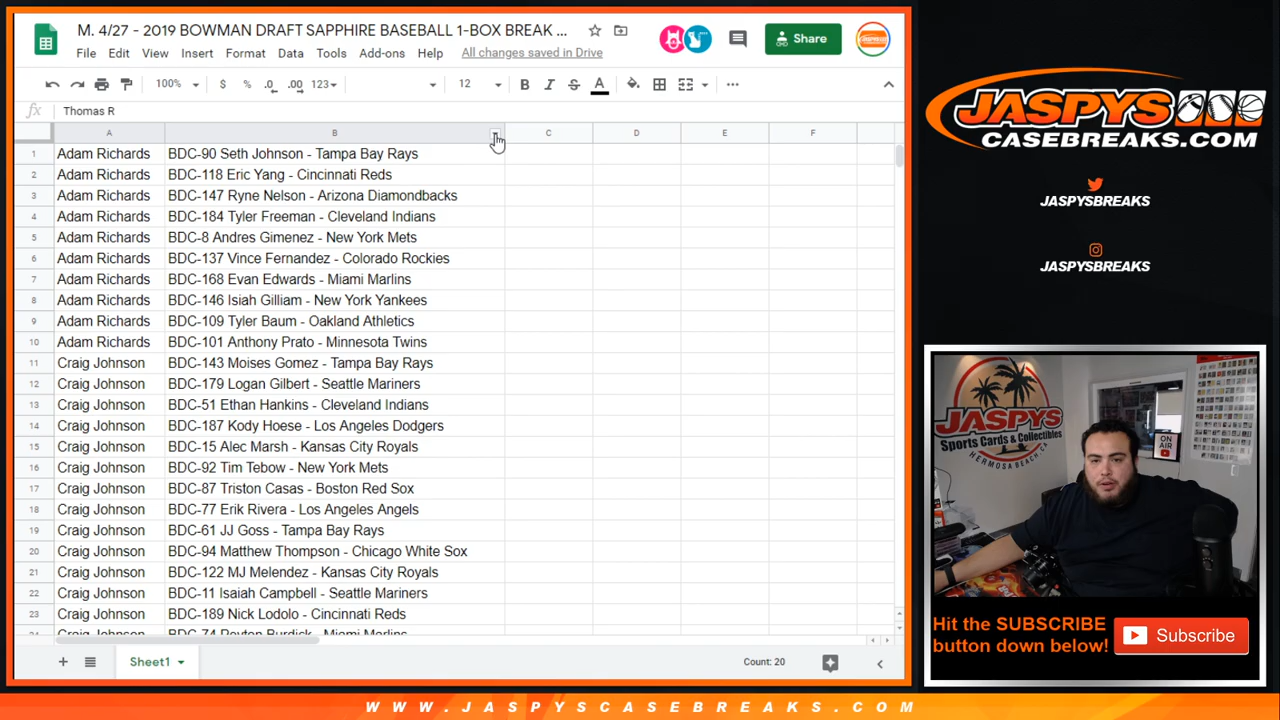 M. 4/27 - 2019 BOWMAN DRAFT SAPPHIRE BASEBALL 1-BOX BREAK ...
File Edit View Insert Format Data Tools Add-ons Help All changes saved in Drive
Share
100% $ % .0 .00 123 12 B I S A
fx Thomas R
A B C D E F
1 Adam Richards BDC-90 Seth Johnson - Tampa Bay Rays
2 Adam Richards BDC-118 Eric Yang - Cincinnati Reds
3 Adam Richards BDC-147 Ryne Nelson - Arizona Diamondbacks
4 Adam Richards BDC-184 Tyler Freeman - Cleveland Indians
5 Adam Richards BDC-8 Andres Gimenez - New York Mets
6 Adam Richards BDC-137 Vince Fernandez - Colorado Rockies
7 Adam Richards BDC-168 Evan Edwards - Miami Marlins
8 Adam Richards BDC-146 Isiah Gilliam - New York Yankees
9 Adam Richards BDC-109 Tyler Baum - Oakland Athletics
10 Adam Richards BDC-101 Anthony Prato - Minnesota Twins
11 Craig Johnson BDC-143 Moises Gomez - Tampa Bay Rays
12 Craig Johnson BDC-179 Logan Gilbert - Seattle Mariners
13 Craig Johnson BDC-51 Ethan Hankins - Cleveland Indians
14 Craig Johnson BDC-187 Kody Hoese - Los Angeles Dodgers
15 Craig Johnson BDC-15 Alec Marsh - Kansas City Royals
16 Craig Johnson BDC-92 Tim Tebow - New York Mets
17 Craig Johnson BDC-87 Triston Casas - Boston Red Sox
18 Craig Johnson BDC-77 Erik Rivera - Los Angeles Angels
19 Craig Johnson BDC-61 JJ Goss - Tampa Bay Rays
20 Craig Johnson BDC-94 Matthew Thompson - Chicago White Sox
21 Craig Johnson BDC-122 MJ Melendez - Kansas City Royals
22 Craig Johnson BDC-11 Isaiah Campbell - Seattle Mariners
23 Craig Johnson BDC-189 Nick Lodolo - Cincinnati Reds
24 Craig Johnson BDC-74 Peyton Burdick - Miami Marlins
Sheet1
Count: 20
JASPYS
CASEBREAKS.COM
JASPYSBREAKS
JASPYSBREAKS
JASPYS
Sports Cards & Collectibles
HERMOSA BEACH, CA
ON AIR
Hit the SUBSCRIBE
button down below!
Subscribe
WWW.JASPYSCASEBREAKS.COM